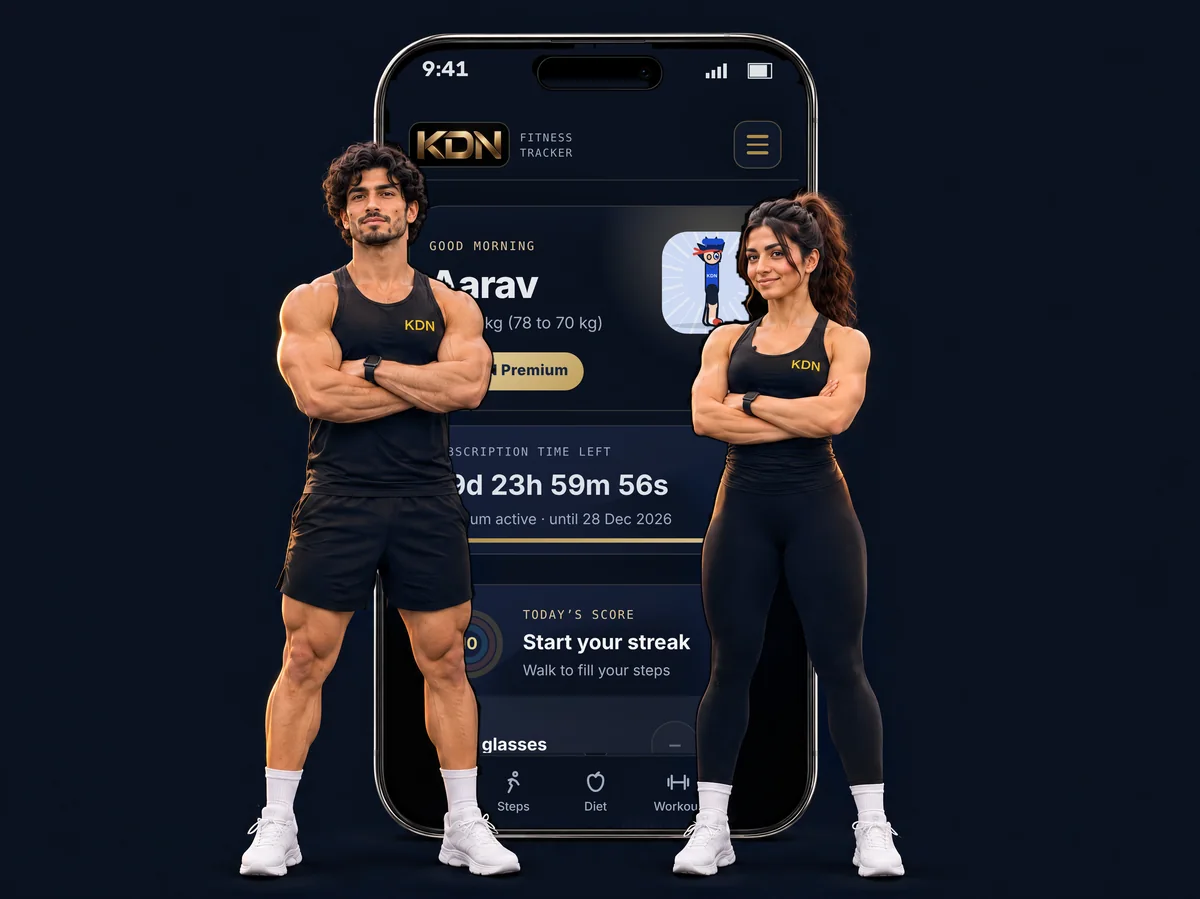 9:41
KDN
FITNESS
TRACKER
GOOD MORNING
Aarav
kg (78 to 70 kg)
Premium
KDN
KDN
KDN
SCRIPTION TIME LEFT
9d 23h 59m 56s
um active · until 28 Dec 2026
TODAY’S SCORE
Start your streak
Walk to fill your steps
0
glasses
Steps
Diet
Workou